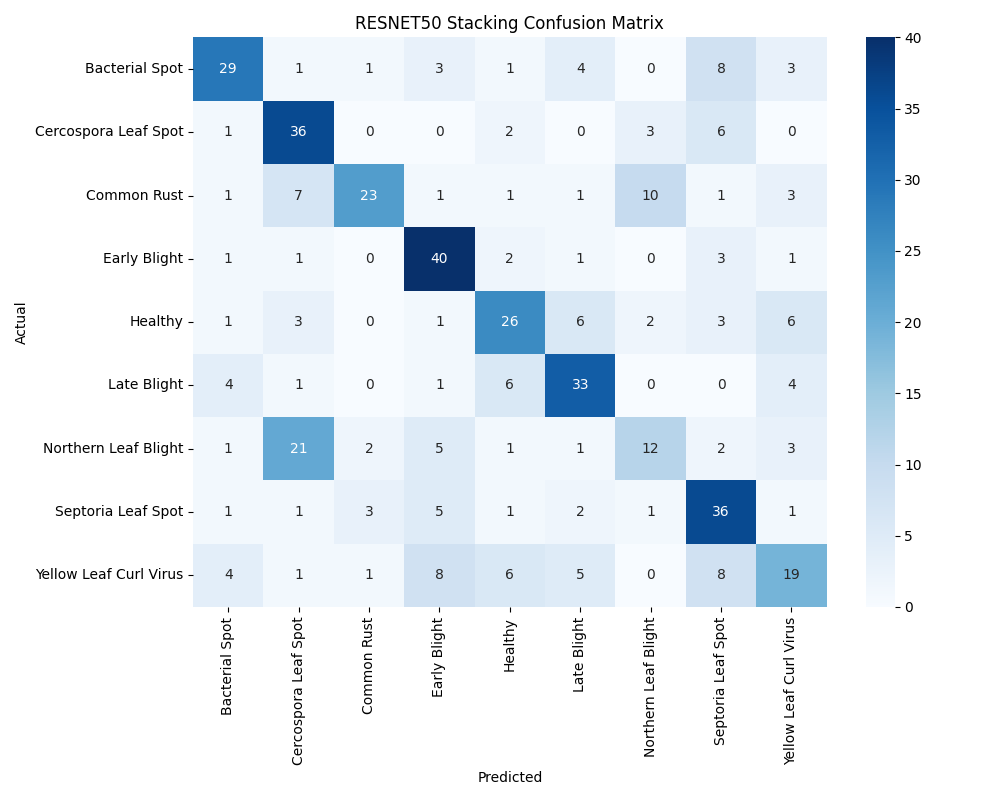 RESNET50 Stacking Confusion Matrix
Actual
Bacterial Spot 29 1 1 3 1 4 0 8 3
Cercospora Leaf Spot 1 36 0 0 2 0 3 6 0
Common Rust 1 7 23 1 1 1 10 1 3
Early Blight 1 1 0 40 2 1 0 3 1
Healthy 1 3 0 1 26 6 2 3 6
Late Blight 4 1 0 1 6 33 0 0 4
Northern Leaf Blight 1 21 2 5 1 1 12 2 3
Septoria Leaf Spot 1 1 3 5 1 2 1 36 1
Yellow Leaf Curl Virus 4 1 1 8 6 5 0 8 19
Bacterial Spot
Cercospora Leaf Spot
Common Rust
Early Blight
Healthy
Late Blight
Northern Leaf Blight
Septoria Leaf Spot
Yellow Leaf Curl Virus
Predicted
40
35
30
25
20
15
10
5
0